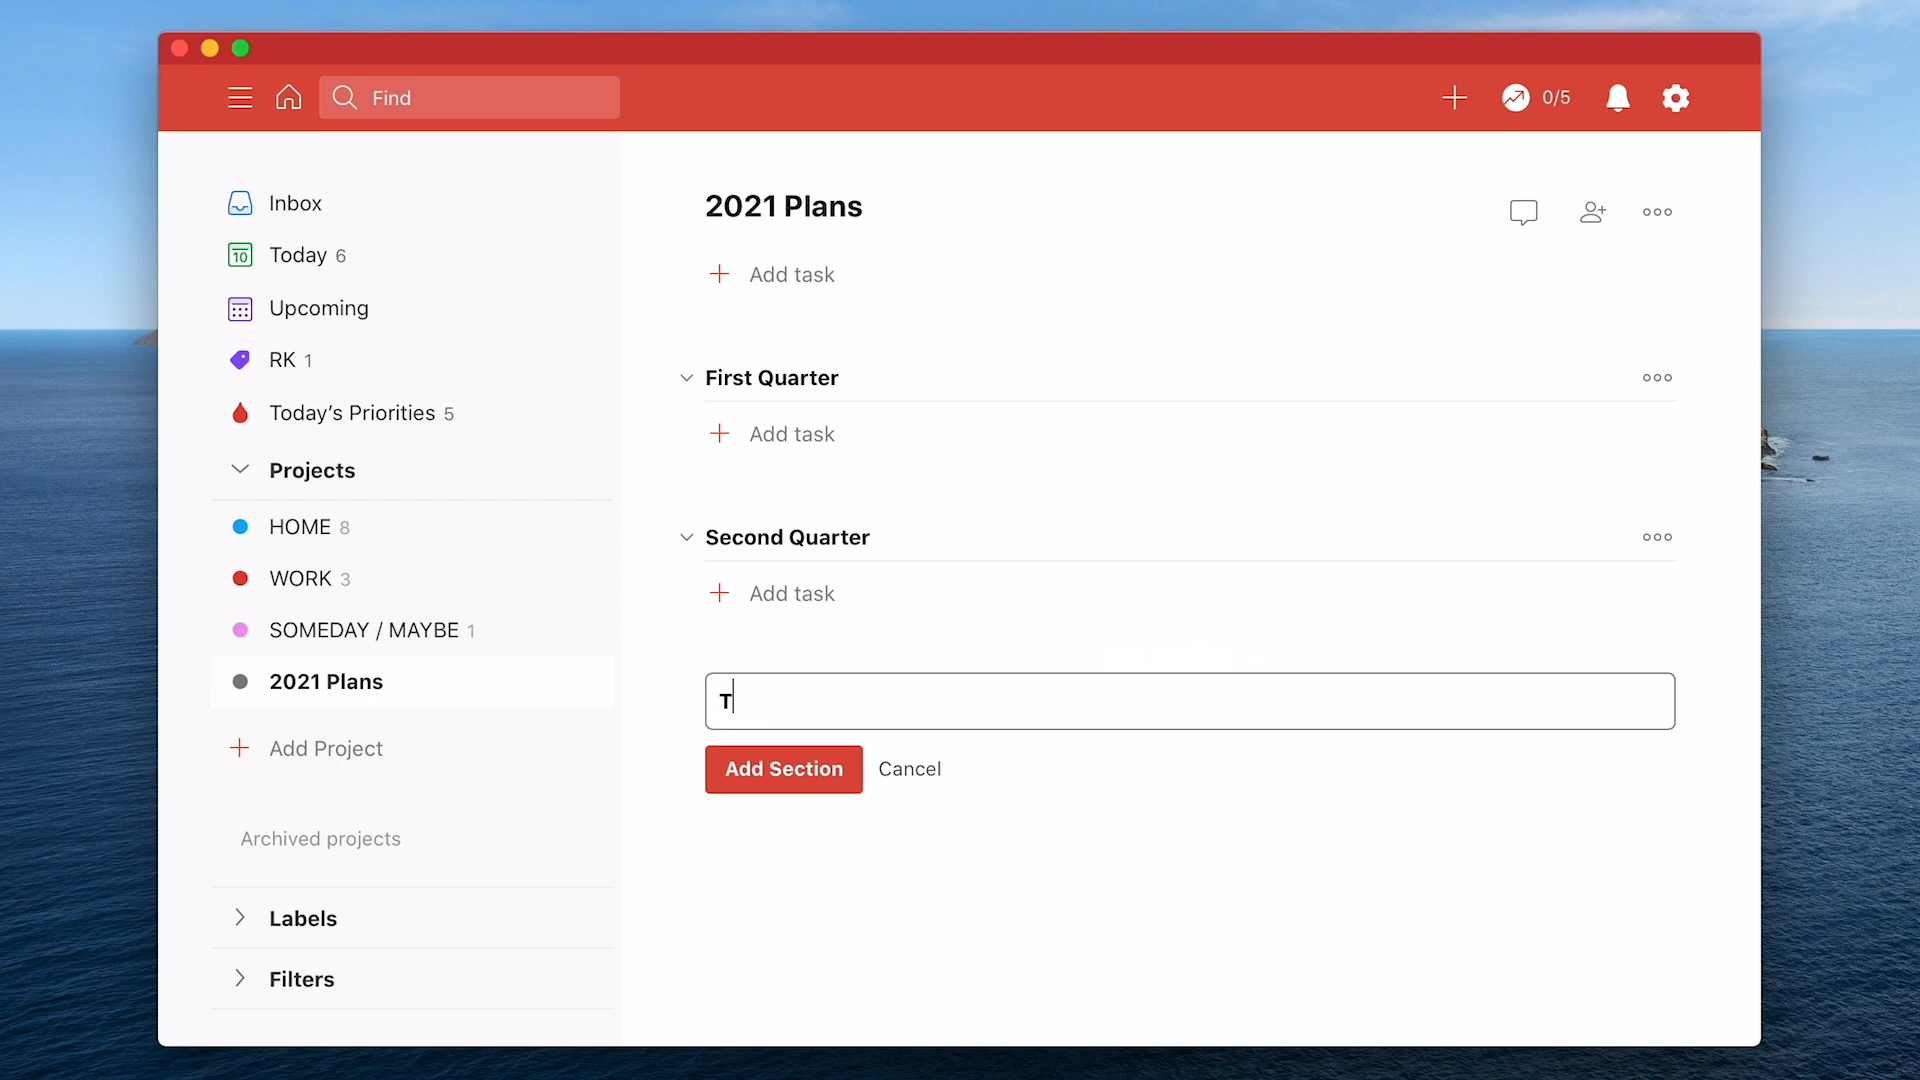 Find
0/5
Inbox
10
Today 6
Upcoming
RK 1
Today's Priorities 5
Projects
HOME 8
WORK 3
SOMEDAY / MAYBE 1
2021 Plans
Add Project
Archived projects
Labels
Filters
2021 Plans
Add task
First Quarter
Add task
Second Quarter
Add task
T
Add Section Cancel